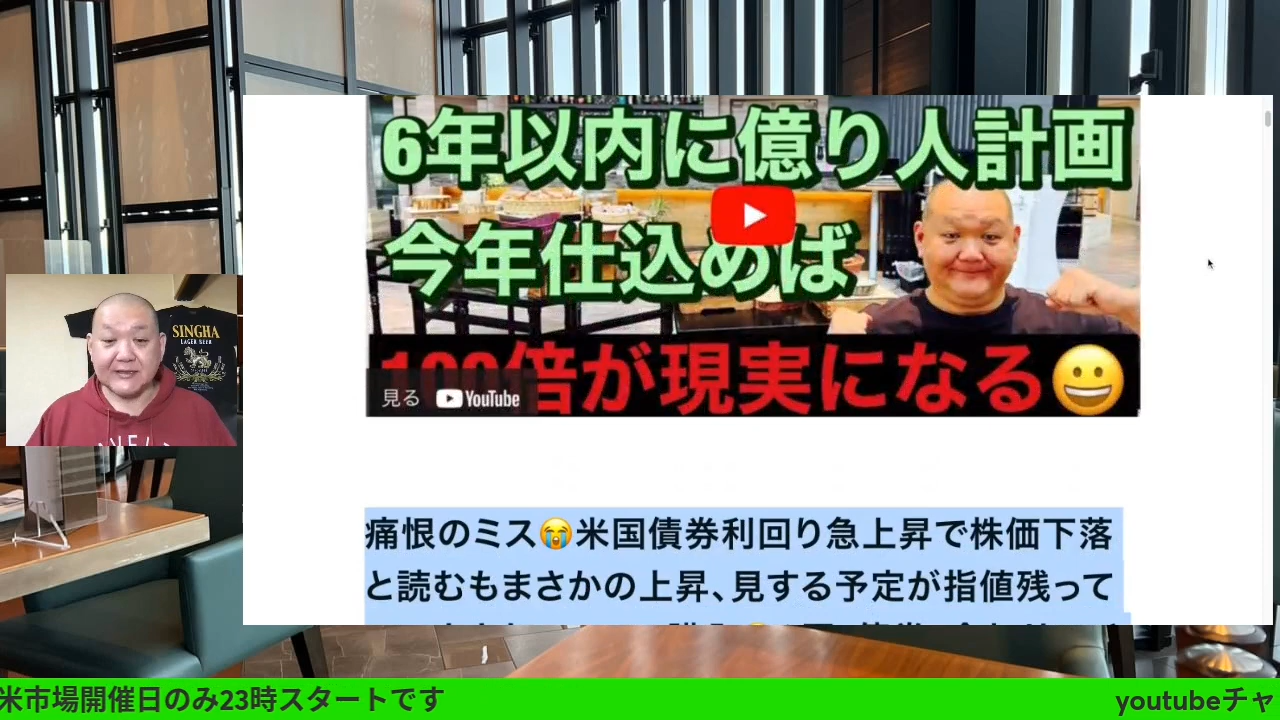 6年以内に億り人計画
今年仕込めば
100倍が現実になる😀
見る YouTube
SINGHA
LAGER BEER
痛恨のミス😭米国債券利回り急上昇で株価下落
と読むもまさかの上昇、見する予定が指値残って
米市場開催日のみ23時スタートです
youtubeチャ